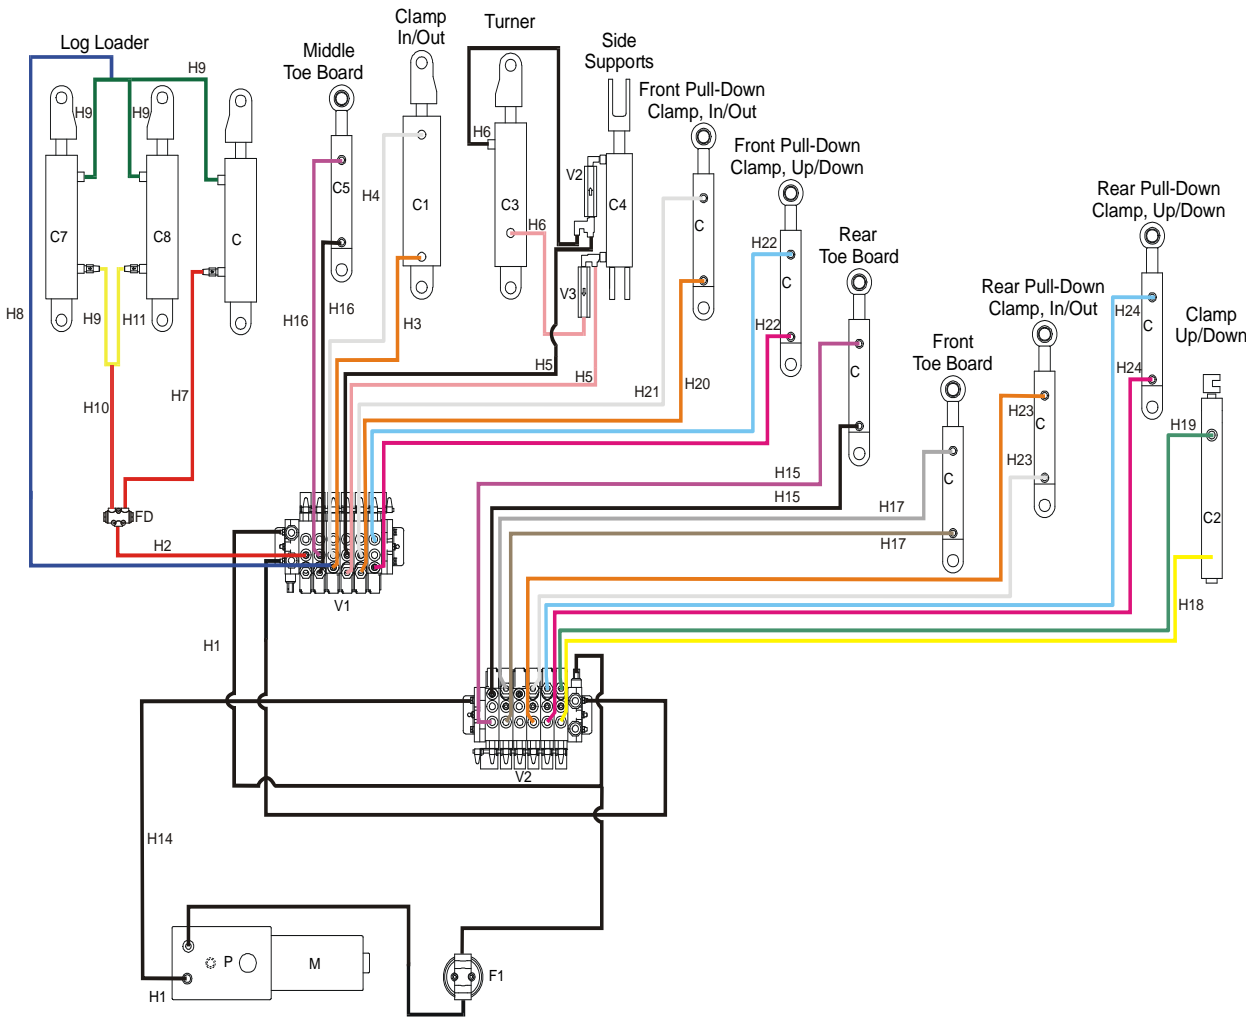 Log Loader
Middle
Toe Board
Clamp
In/Out
Turner
Side
Supports
Front Pull-Down
Clamp, In/Out
Front Pull-Down
Clamp, Up/Down
Rear
Toe Board
Front
Toe Board
Rear Pull-Down
Clamp, In/Out
Rear Pull-Down
Clamp, Up/Down
Clamp
Up/Down
H9
H9
H9
H6
V2
C5
H4
C1
C3
H6
C4
C
C7
C8
C
C
H22
H24
C
H8
H9
H11
H16
H16
H3
V3
H22
H5
H5
H21
H20
C
H24
H10
H7
H23
C
H19
H15
H15
H23
C
H17
H17
C2
FD
H2
V1
H18
H1
V2
H14
P
M
F1
H1